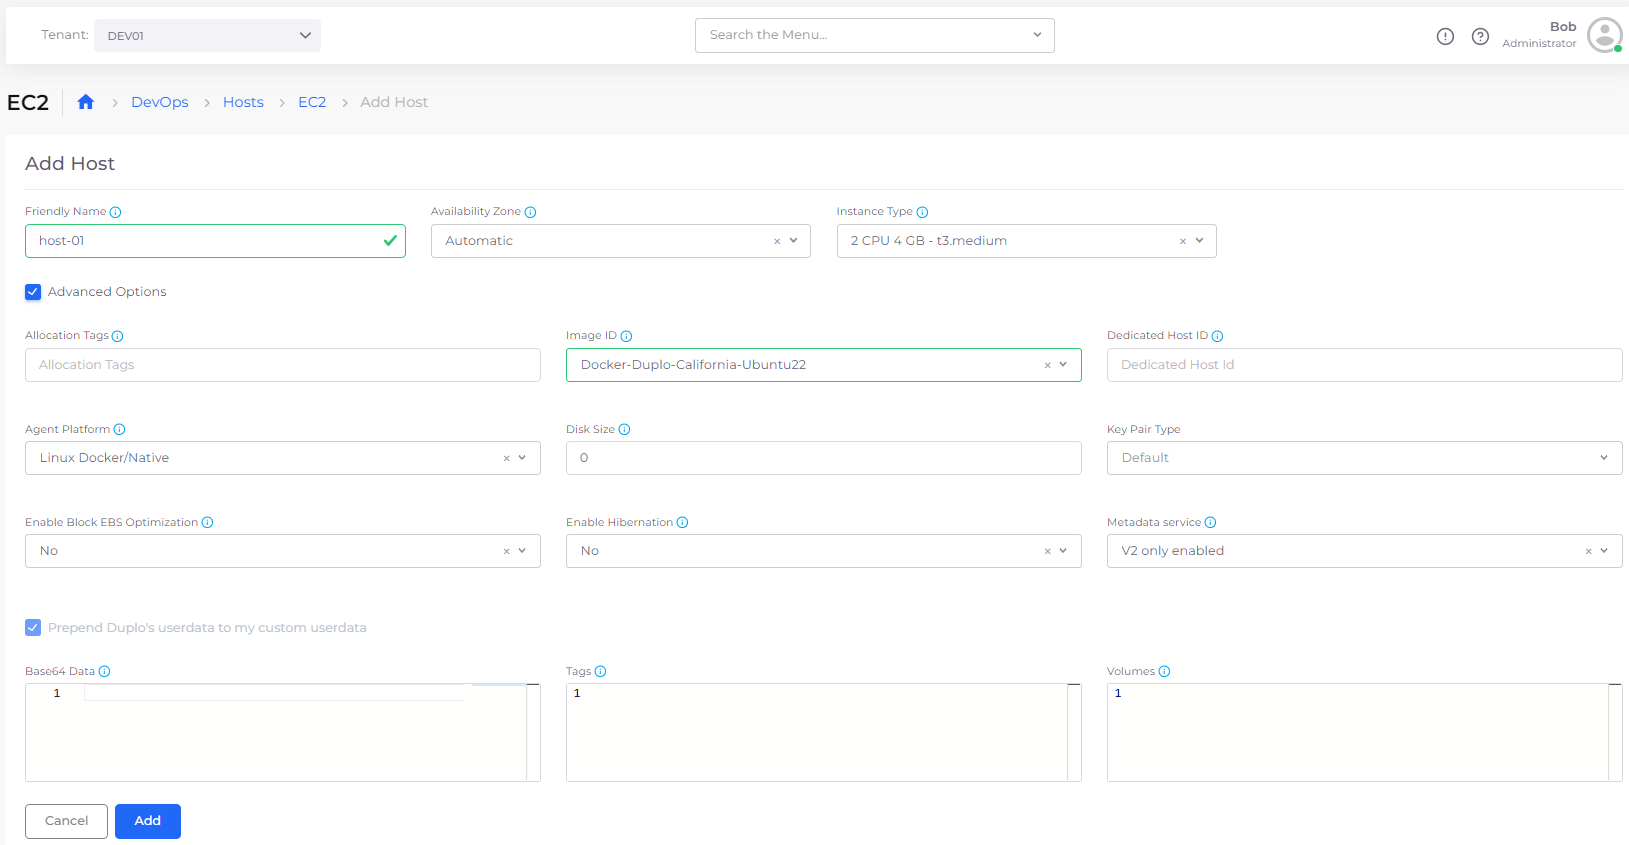 Tenant: DEV01
Search the Menu...
Bob
Administrator
EC2 DevOps Hosts EC2 Add Host
Add Host
Friendly Name Availability Zone Instance Type
host-01 Automatic 2 CPU 4 GB - t3.medium
Advanced Options
Allocation Tags Image ID Dedicated Host ID
Allocation Tags Docker-Duplo-California-Ubuntu22 Dedicated Host Id
Agent Platform Disk Size Key Pair Type
Linux Docker/Native 0 Default
Enable Block EBS Optimization Enable Hibernation Metadata service
No No V2 only enabled
Prepend Duplo's userdata to my custom userdata
Base64 Data Tags Volumes
1 1 1
Cancel Add